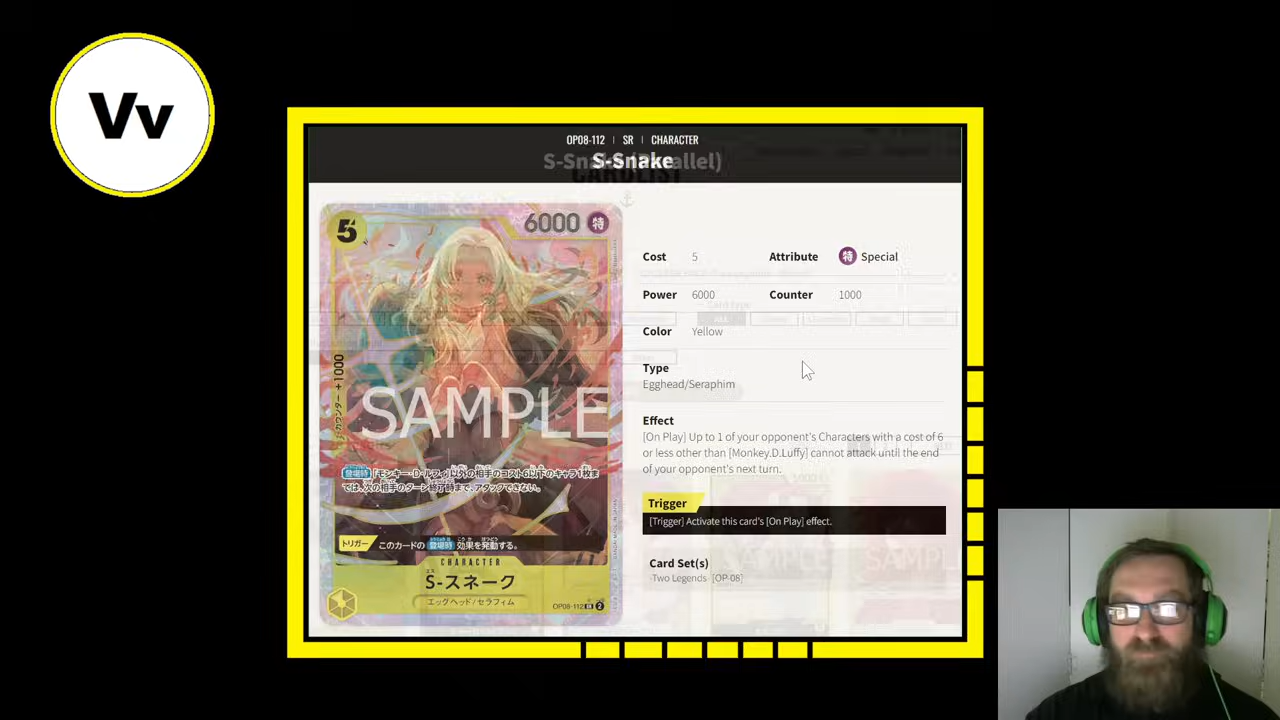 Vv
OP08-112 | SR | CHARACTER
S-Snake
5
6000 特
カウンター +1000
SAMPLE
登場時 「モンキー・D・ルフィ」以外の相手のコスト6以下のキャラ1枚ま
では、次の相手のターン終了時まで、アタックできない。
トリガー このカードの 登場時 効果を発動する。
CHARACTER
S-スネーク
エッグヘッド/セラフィム
OP08-112 SR 2
Cost 5 Attribute 特 Special
Power 6000 Counter 1000
Color Yellow
Type
Egghead/Seraphim
Effect
[On Play] Up to 1 of your opponent's Characters with a cost of 6
or less other than [Monkey.D.Luffy] cannot attack until the end
of your opponent's next turn.
Trigger
[Trigger] Activate this card's [On Play] effect.
Card Set(s)
-Two Legends- [OP-08]